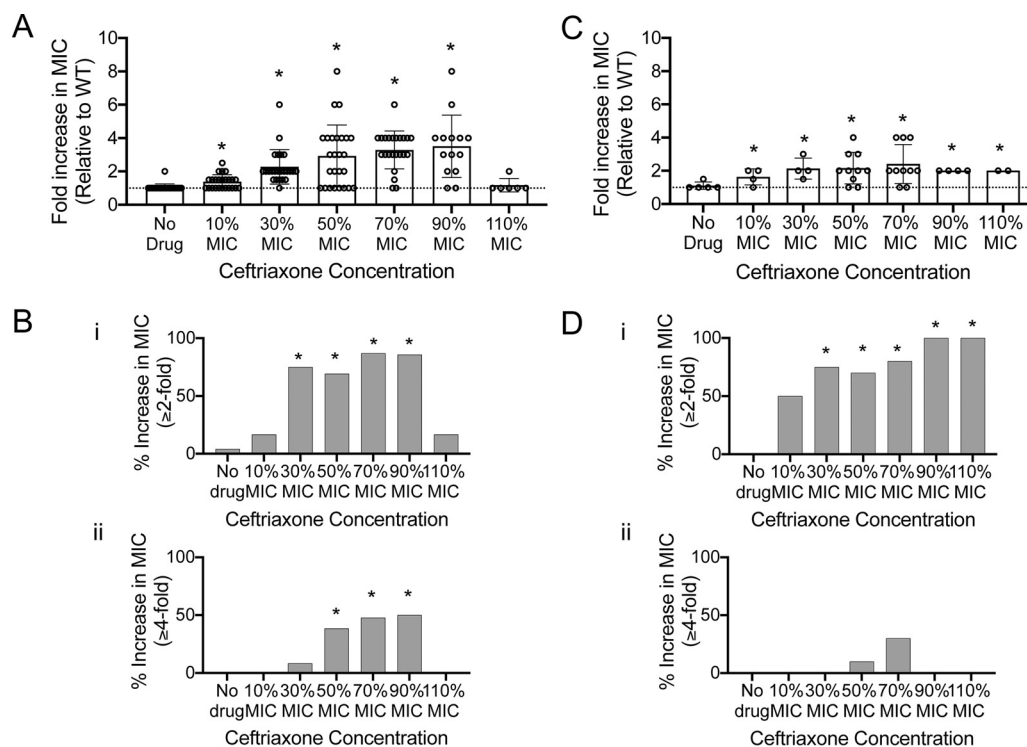 A
Fold increase in MIC
(Relative to WT)
10
8
6
4
2
0
* * * * *
No Drug
10% MIC
30% MIC
50% MIC
70% MIC
90% MIC
110% MIC
Ceftriaxone Concentration
C
Fold increase in MIC
(Relative to WT)
10
8
6
4
2
0
* * * * * *
No Drug
10% MIC
30% MIC
50% MIC
70% MIC
90% MIC
110% MIC
Ceftriaxone Concentration
B
i
% Increase in MIC
(≥2-fold)
100
50
0
* * * *
No drug
10% MIC
30% MIC
50% MIC
70% MIC
90% MIC
110% MIC
Ceftriaxone Concentration
ii
% Increase in MIC
(≥4-fold)
100
50
0
* * *
No drug
10% MIC
30% MIC
50% MIC
70% MIC
90% MIC
110% MIC
Ceftriaxone Concentration
D
i
% Increase in MIC
(≥2-fold)
100
50
0
* * * * *
No drug
10% MIC
30% MIC
50% MIC
70% MIC
90% MIC
110% MIC
Ceftriaxone Concentration
ii
% Increase in MIC
(≥4-fold)
100
50
0
No drug
10% MIC
30% MIC
50% MIC
70% MIC
90% MIC
110% MIC
Ceftriaxone Concentration